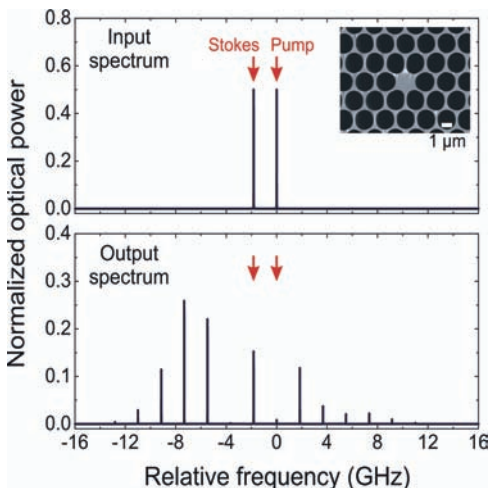 Normalized optical power
0.8
0.6
0.4
0.2
0.0
Input
spectrum
Stokes
Pump
1 µm
0.4
0.3
0.2
0.1
0.0
Output
spectrum
-16 -12 -8 -4 0 4 8 12 16
Relative frequency (GHz)